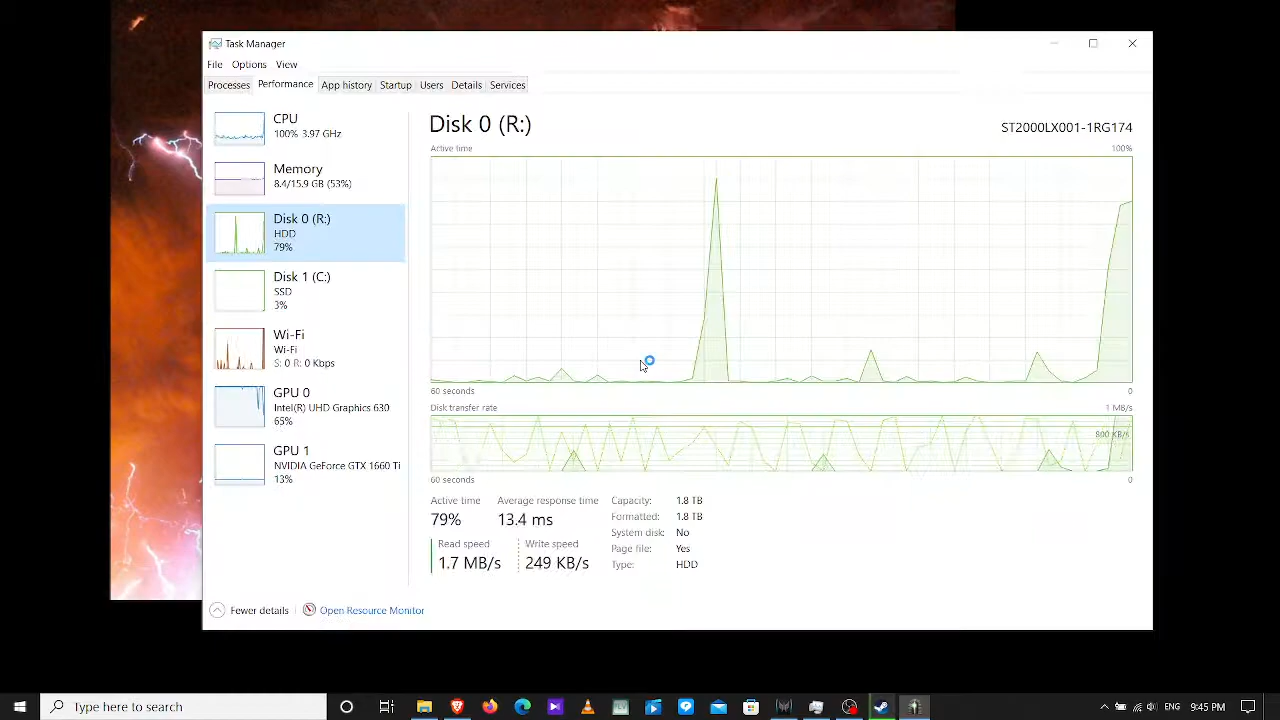 Task Manager
File Options View
Processes Performance App history Startup Users Details Services
CPU
100% 3.97 GHz
Memory
8.4/15.9 GB (53%)
Disk 0 (R:)
HDD
79%
Disk 1 (C:)
SSD
3%
Wi-Fi
Wi-Fi
S: 0 R: 0 Kbps
GPU 0
Intel(R) UHD Graphics 630
65%
GPU 1
NVIDIA GeForce GTX 1660 Ti
13%
Disk 0 (R:) ST2000LX001-1RG174
Active time 100%
60 seconds 0
Disk transfer rate 1 MB/s
800 KB/s
60 seconds 0
Active time Average response time
79% 13.4 ms
Read speed Write speed
1.7 MB/s 249 KB/s
Capacity: 1.8 TB
Formatted: 1.8 TB
System disk: No
Page file: Yes
Type: HDD
Fewer details Open Resource Monitor
Type here to search ENG 9:45 PM